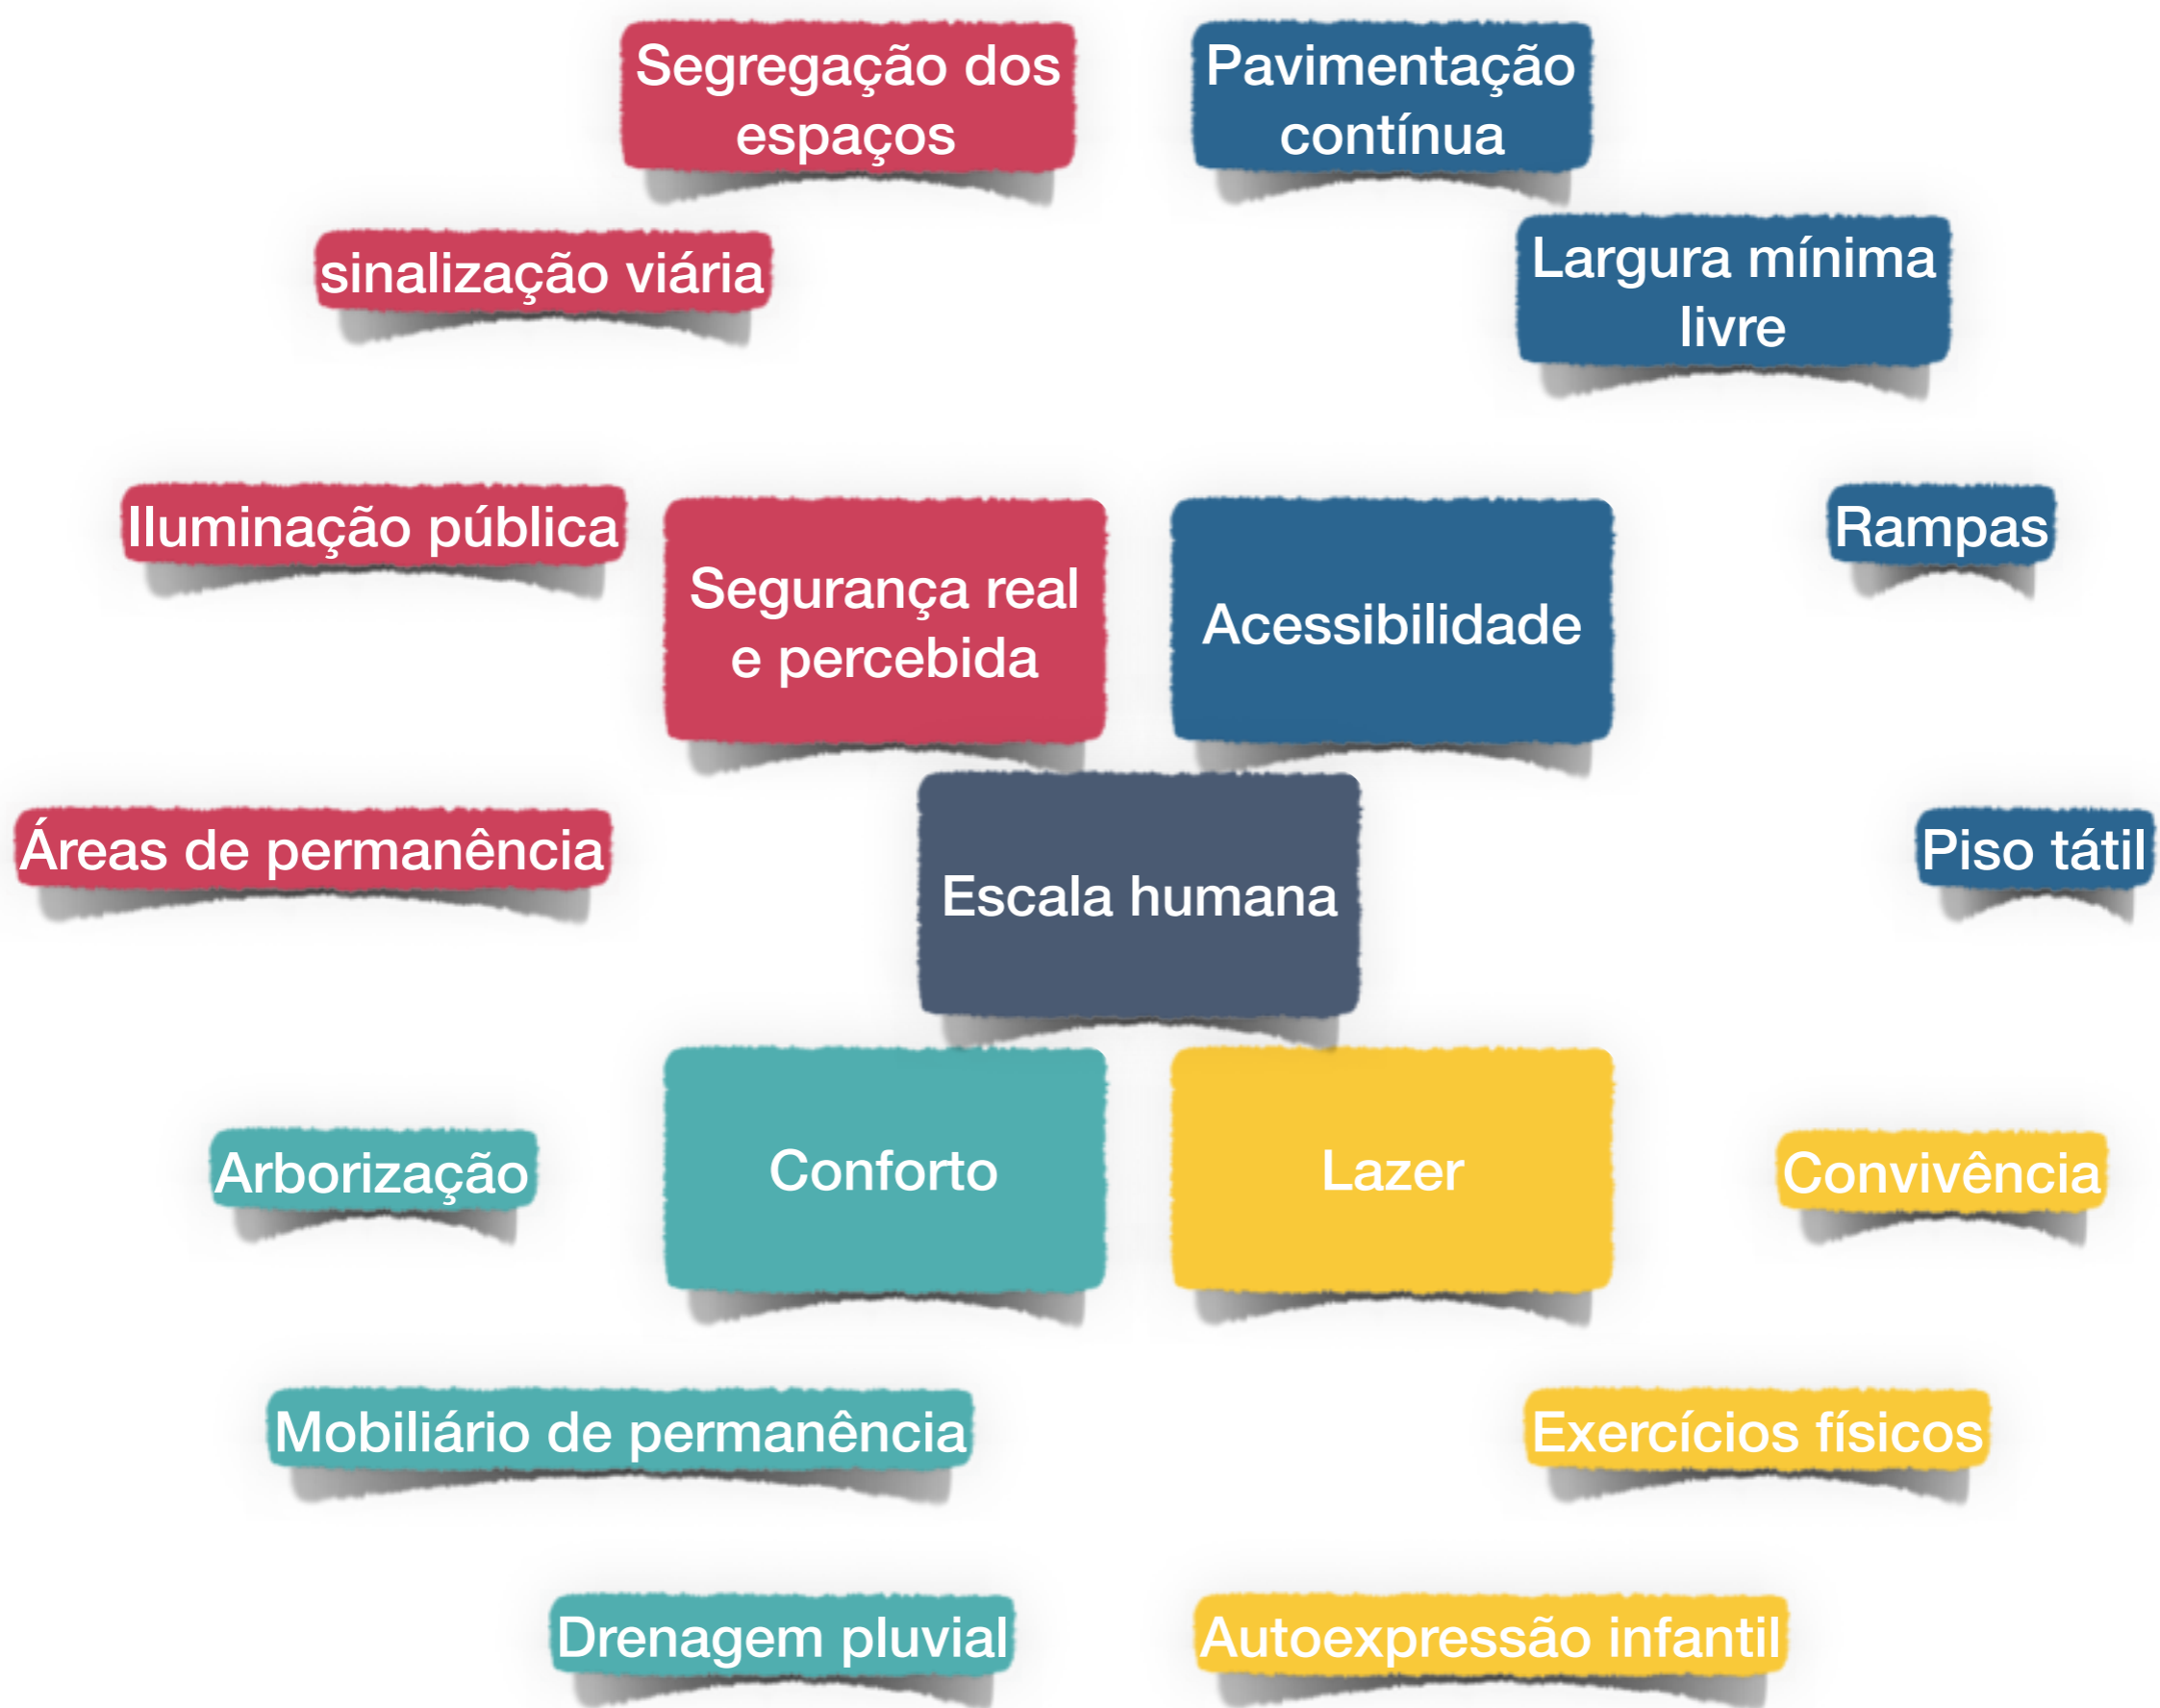 Segregação dos
espaços
Pavimentação
contínua
sinalização viária
Largura mínima
livre
Iluminação pública
Segurança real
e percebida
Acessibilidade
Rampas
Áreas de permanência
Escala humana
Piso tátil
Arborização
Conforto
Lazer
Convivência
Mobiliário de permanência
Exercícios físicos
Drenagem pluvial
Autoexpressão infantil